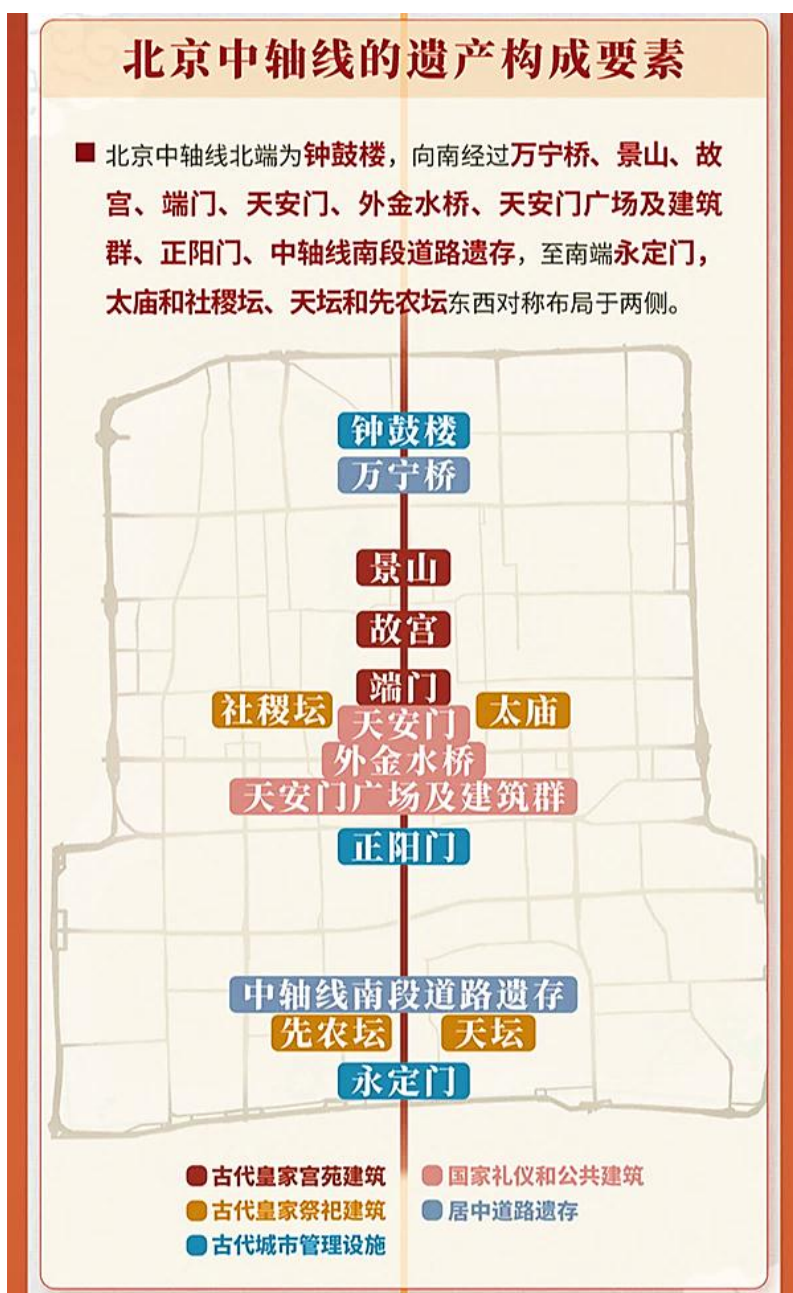 北京中轴线的遗产构成要素
北京中轴线北端为钟鼓楼，向南经过万宁桥、景山、故
宫、端门、天安门、外金水桥、天安门广场及建筑
群、正阳门、中轴线南段道路遗存，至南端永定门，
太庙和社稷坛、天坛和先农坛东西对称布局于两侧。
钟鼓楼
万宁桥
景山
故宫
端门
社稷坛
太庙
天安门
外金水桥
天安门广场及建筑群
正阳门
中轴线南段道路遗存
先农坛
天坛
永定门
古代皇家宫苑建筑
国家礼仪和公共建筑
古代皇家祭祀建筑
居中道路遗存
古代城市管理设施